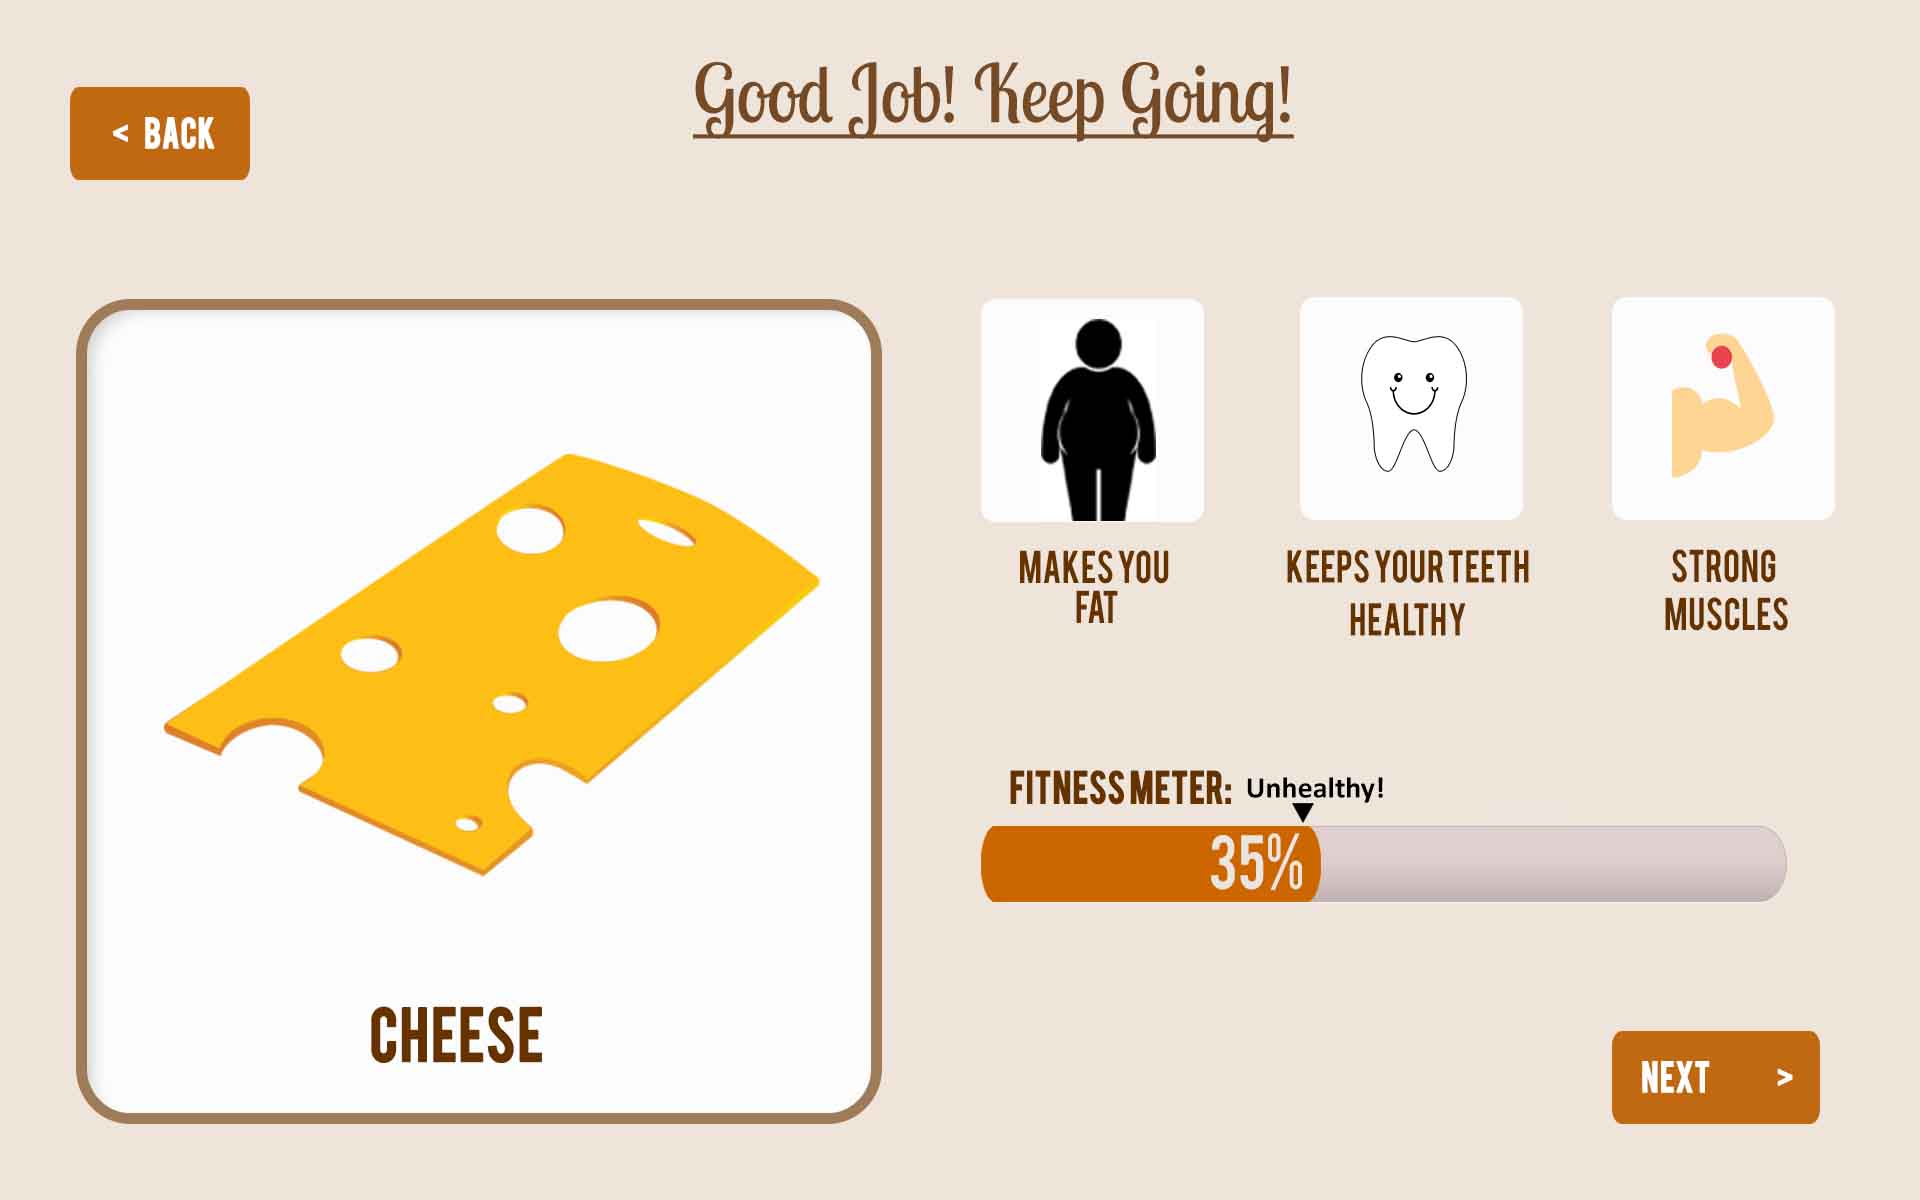 Good Job! Keep Going!
< BACK
MAKES YOU
FAT
KEEPS YOUR TEETH
HEALTHY
STRONG
MUSCLES
FITNESS METER: Unhealthy!
35%
CHEESE
NEXT >